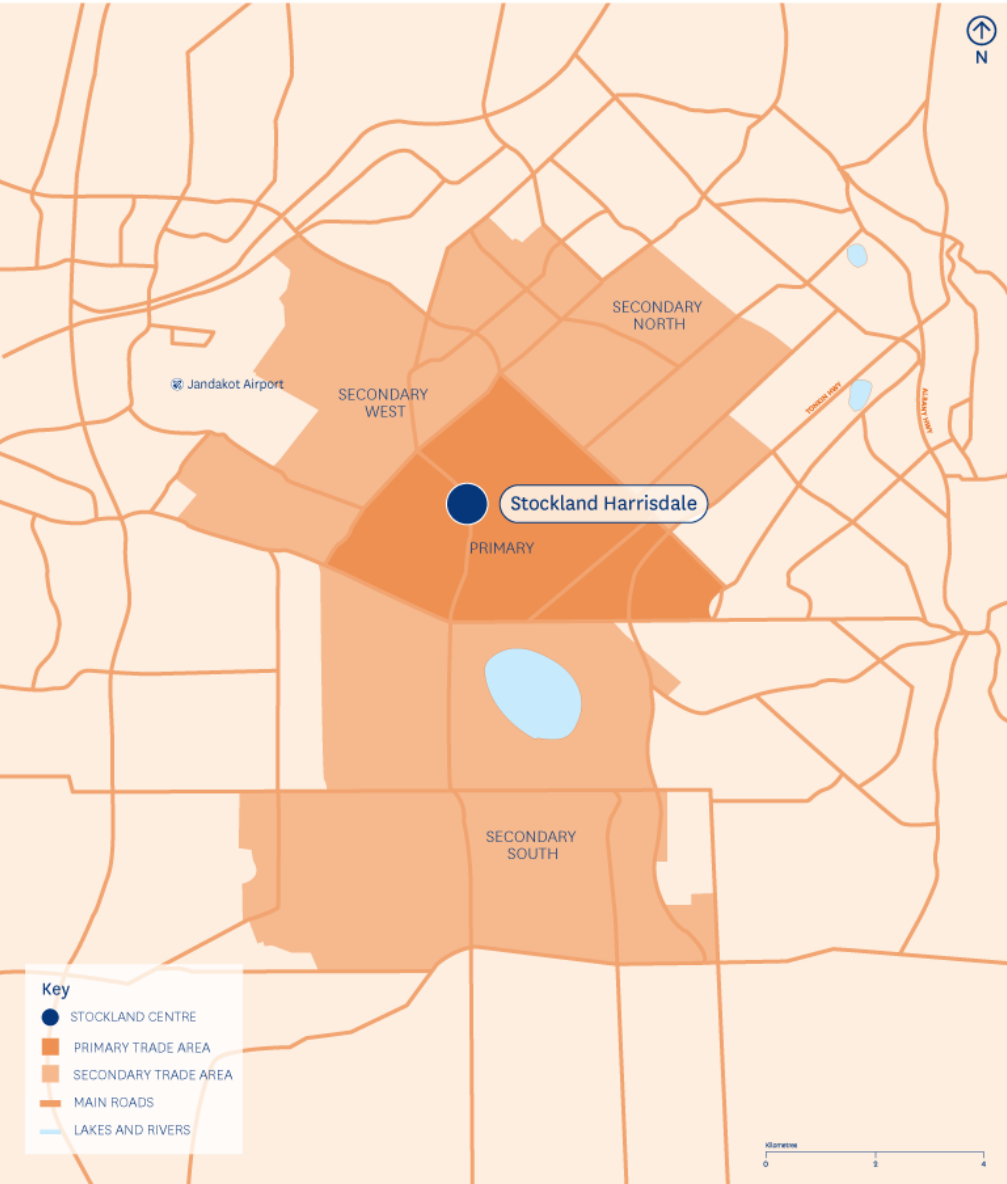 N
SECONDARY
NORTH
Jandakot Airport
SECONDARY
WEST
TONKIN HWY
ALBANY HWY
Stockland Harrisdale
PRIMARY
SECONDARY
SOUTH
Key
STOCKLAND CENTRE
PRIMARY TRADE AREA
SECONDARY TRADE AREA
MAIN ROADS
LAKES AND RIVERS
Kilometres
0 2 4